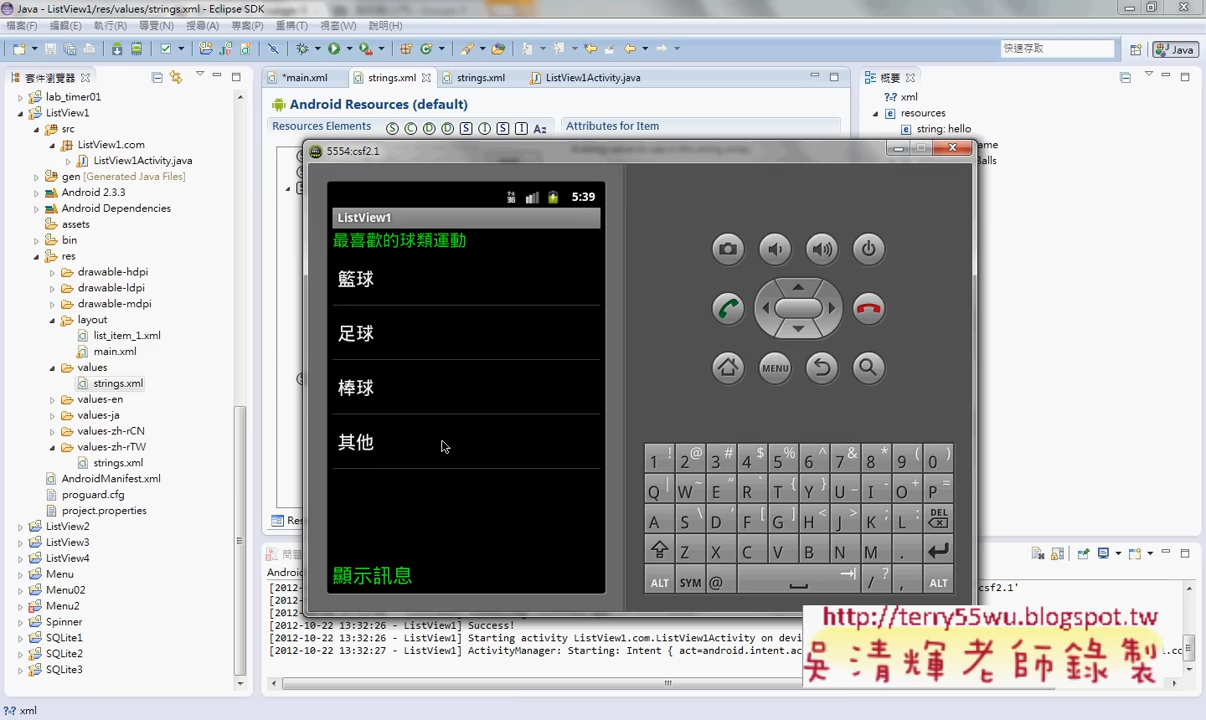 Java - ListView1/res/values/strings.xml - Eclipse SDK
檔案(F) 編輯(E) 執行(R) 導覽(N) 搜尋(A) 專案(P) 重構(T) 視窗(W) 說明(H)
快速存取
Java
套件瀏覽器
*main.xml
strings.xml
strings.xml
ListView1Activity.java
概要
lab_timer01
ListView1
src
ListView1.com
ListView1Activity.java
gen [Generated Java Files]
Android 2.3.3
Android Dependencies
assets
bin
res
drawable-hdpi
drawable-ldpi
drawable-mdpi
layout
list_item_1.xml
main.xml
values
strings.xml
values-en
values-ja
values-zh-rCN
values-zh-rTW
strings.xml
AndroidManifest.xml
proguard.cfg
project.properties
ListView2
ListView3
ListView4
Menu
Menu02
Menu2
Spinner
SQLite1
SQLite2
SQLite3
Android Resources (default)
Resources Elements
Attributes for Item
xml
resources
string: hello
5554:csf2.1
5:39
ListView1
最喜歡的球類運動
籃球
足球
棒球
其他
顯示訊息
MENU
1 ! 2 @ 3 # 4 $ 5 % 6 ^ 7 & 8 * 9 ( 0 )
Q | W ~ E " R ` T { Y } U _ I - O + P =
A S \ D ' F [ G ] H < J > K ; L : DEL
Z X C V B N M .
ALT SYM @ / ? , ALT
[2012-10-22 13:32:26 - ListView1] Success!
[2012-10-22 13:32:26 - ListView1] Starting activity ListView1.com.ListView1Activity on devi
[2012-10-22 13:32:27 - ListView1] ActivityManager: Starting: Intent { act=android.intent.ac
http://terry55wu.blogspot.tw
吳清輝老師錄製
xml